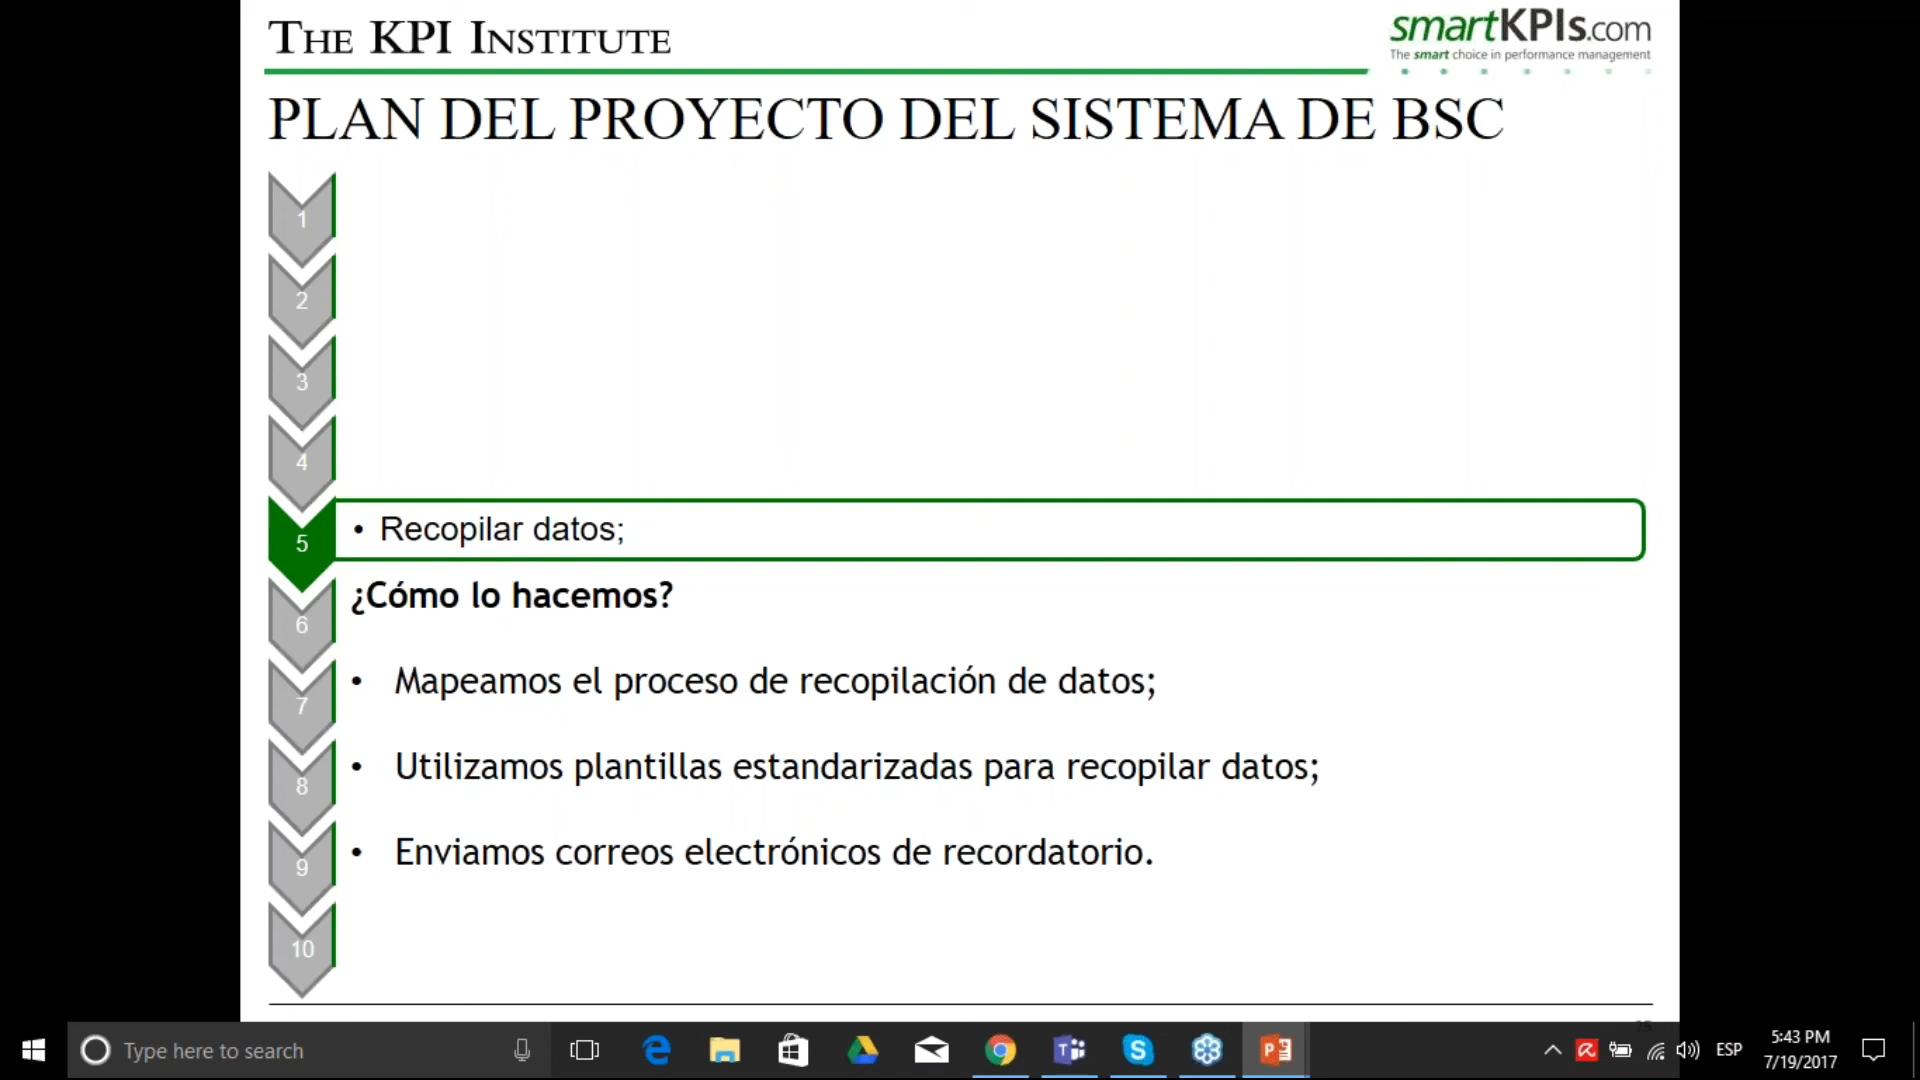 THE KPI INSTITUTE
smartKPIs.com
The smart choice in performance management
PLAN DEL PROYECTO DEL SISTEMA DE BSC
1
2
3
4
5
• Recopilar datos;
¿Cómo lo hacemos?
6
• Mapeamos el proceso de recopilación de datos;
7
• Utilizamos plantillas estandarizadas para recopilar datos;
8
• Enviamos correos electrónicos de recordatorio.
9
10
Type here to search
ESP
5:43 PM
7/19/2017